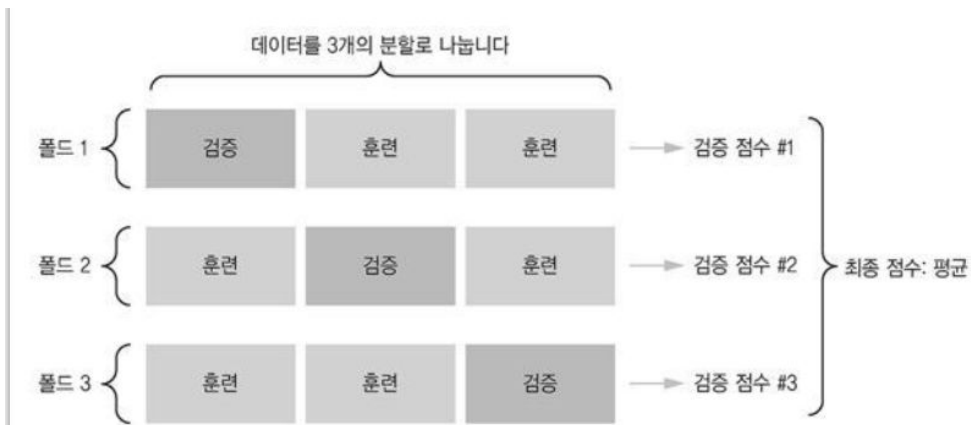 데이터를 3개의 분할로 나눕니다
폴드 1 검증 훈련 훈련 검증 점수 #1
폴드 2 훈련 검증 훈련 검증 점수 #2
최종 점수: 평균
폴드 3 훈련 훈련 검증 검증 점수 #3